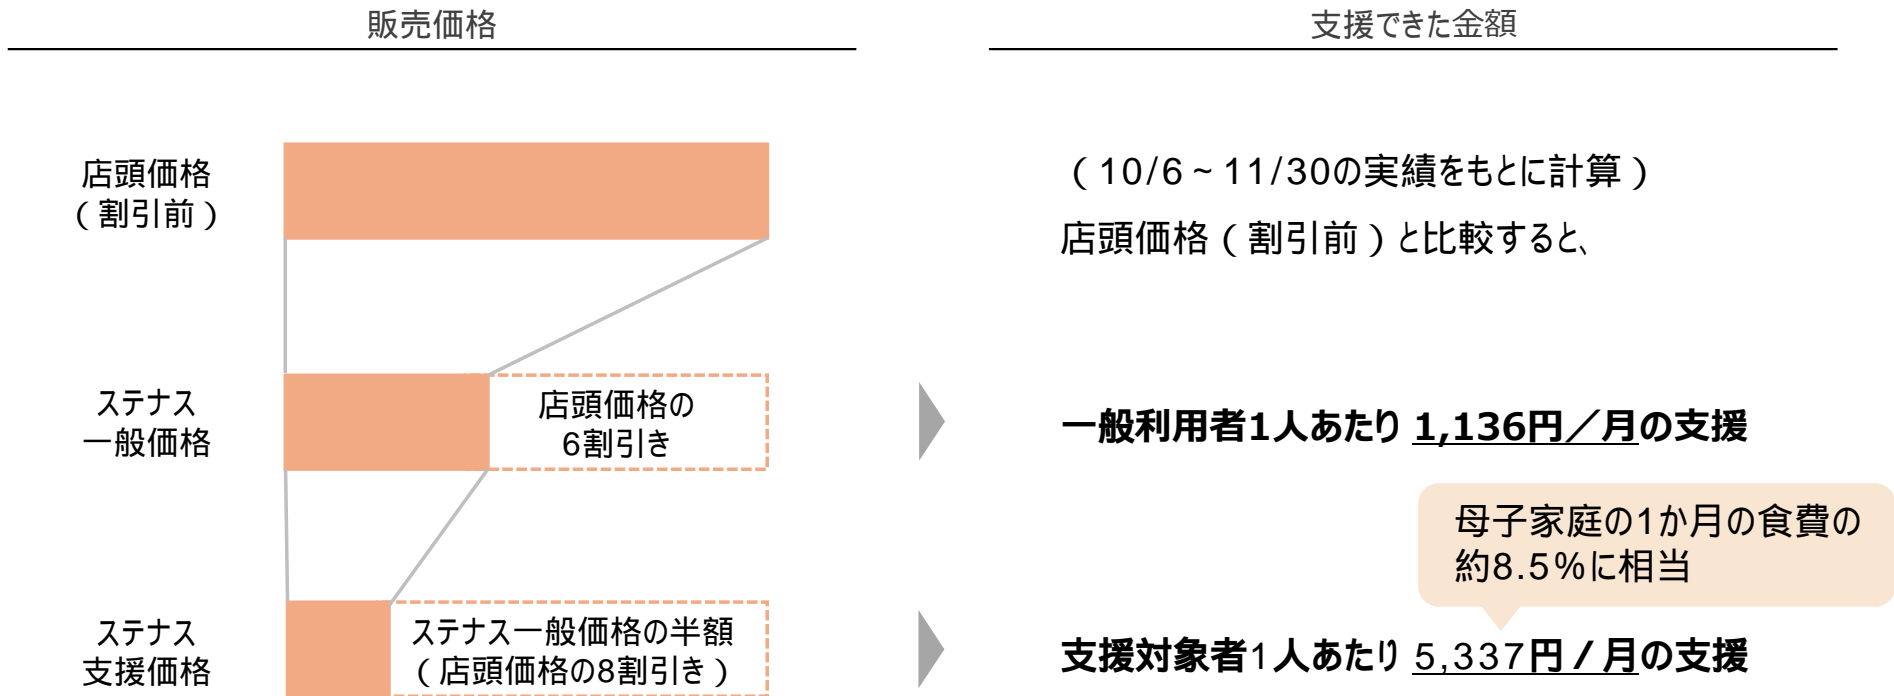 販売価格
支援できた金額
店頭価格
（割引前）
（10/6～11/30の実績をもとに計算）
店頭価格（割引前）と比較すると、
ステナス
一般価格
店頭価格の
6割引き
一般利用者1人あたり 1,136円／月の支援
母子家庭の1か月の食費の
約8.5%に相当
ステナス
支援価格
ステナス一般価格の半額
（店頭価格の8割引き）
支援対象者1人あたり 5,337円／月の支援